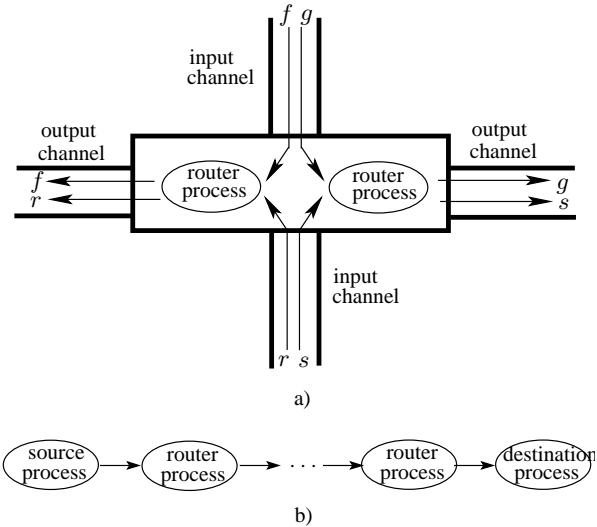 f g
input
channel
output
channel
output
channel
router
process
router
process
f
r
g
s
input
channel
r s
a)
source
process
router
process
...
router
process
destination
process
b)